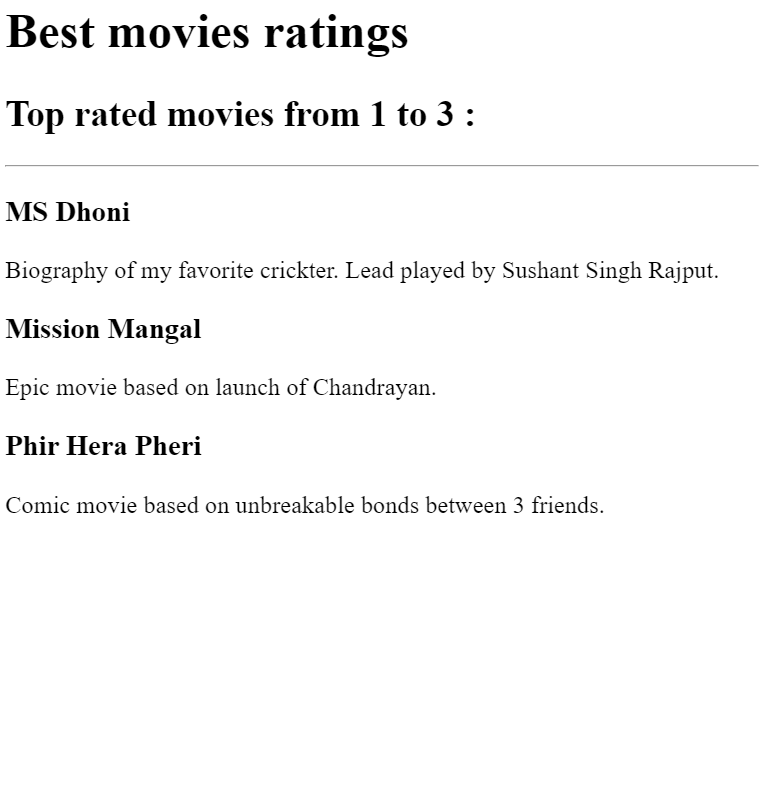 Best movies ratings
Top rated movies from 1 to 3 :
MS Dhoni
Biography of my favorite crickter. Lead played by Sushant Singh Rajput.
Mission Mangal
Epic movie based on launch of Chandrayan.
Phir Hera Pheri
Comic movie based on unbreakable bonds between 3 friends.